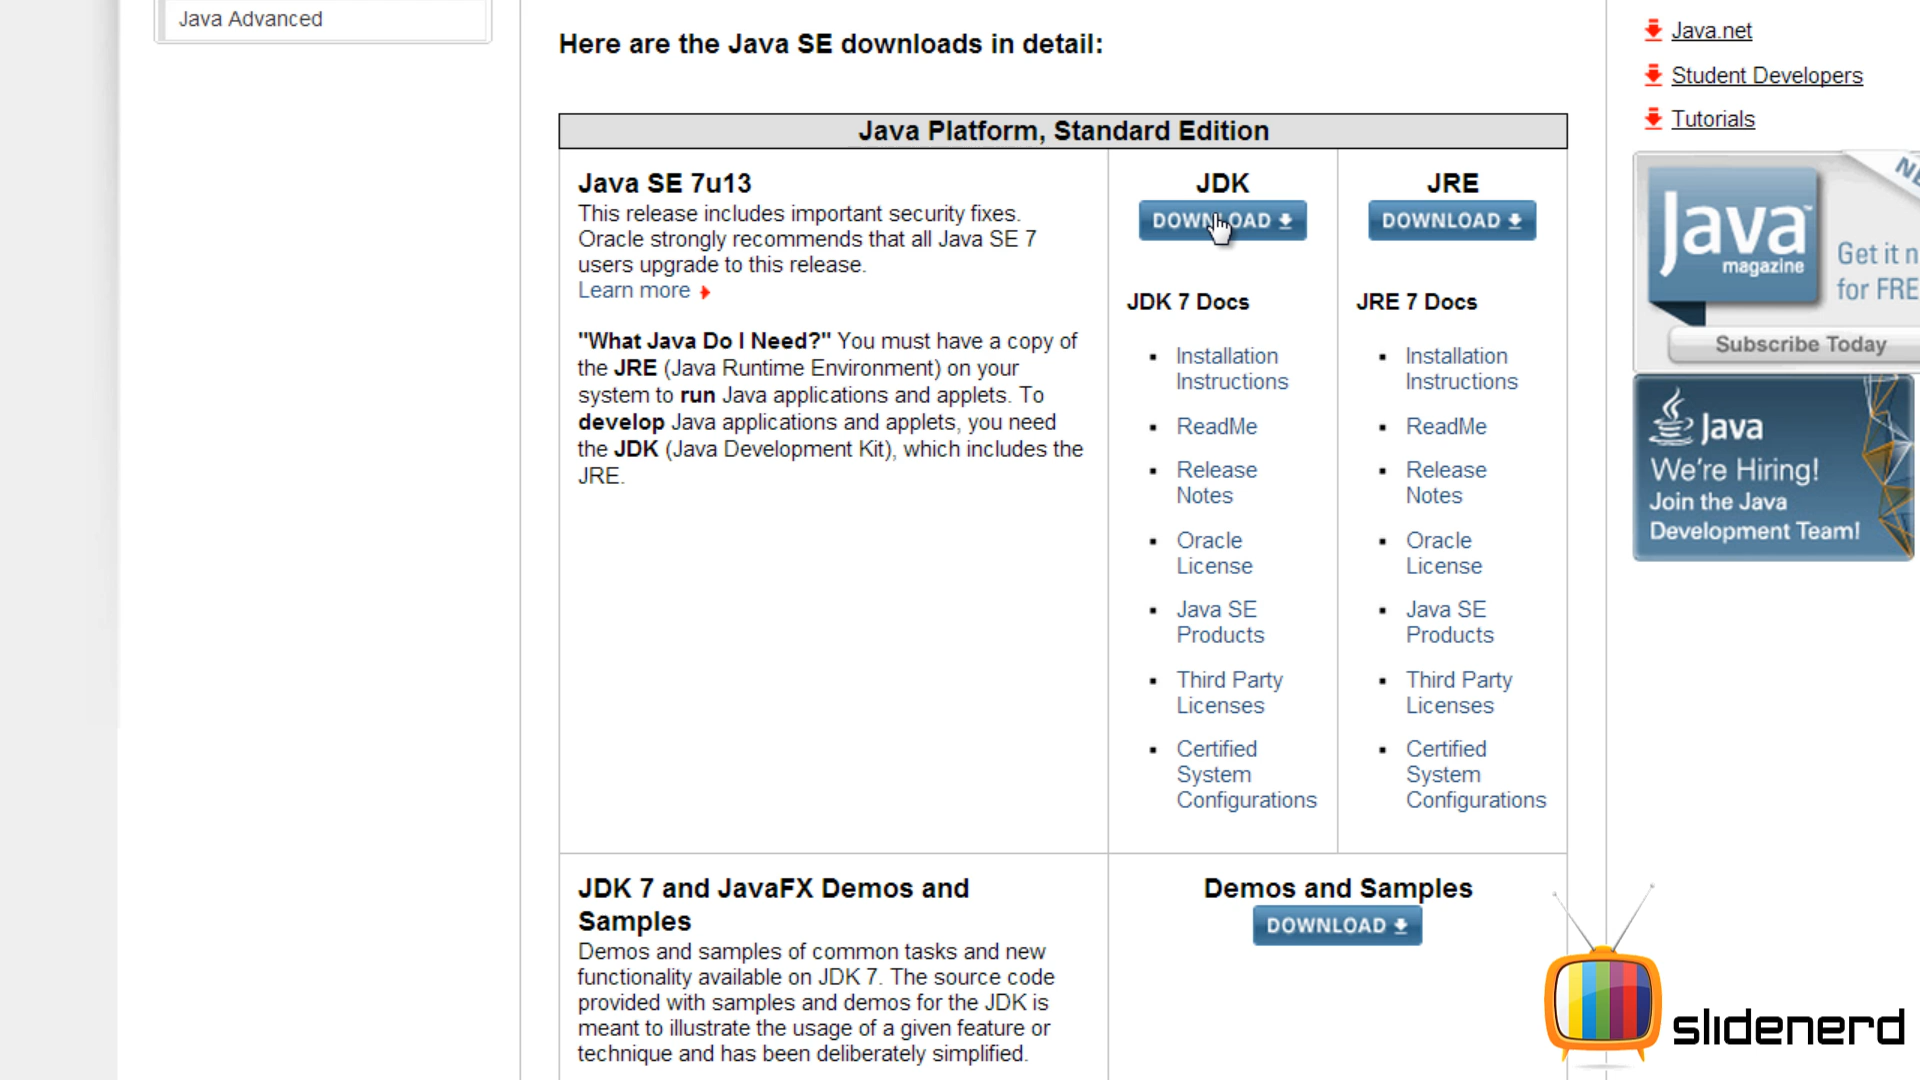 Java Advanced
Here are the Java SE downloads in detail:
Java Platform, Standard Edition
Java SE 7u13
This release includes important security fixes.
Oracle strongly recommends that all Java SE 7
users upgrade to this release.
Learn more
"What Java Do I Need?" You must have a copy of
the JRE (Java Runtime Environment) on your
system to run Java applications and applets. To
develop Java applications and applets, you need
the JDK (Java Development Kit), which includes the
JRE.
JDK
DOWNLOAD
JDK 7 Docs
Installation
Instructions
ReadMe
Release
Notes
Oracle
License
Java SE
Products
Third Party
Licenses
Certified
System
Configurations
JRE
DOWNLOAD
JRE 7 Docs
Installation
Instructions
ReadMe
Release
Notes
Oracle
License
Java SE
Products
Third Party
Licenses
Certified
System
Configurations
JDK 7 and JavaFX Demos and
Samples
Demos and samples of common tasks and new
functionality available on JDK 7. The source code
provided with samples and demos for the JDK is
meant to illustrate the usage of a given feature or
technique and has been deliberately simplified.
Demos and Samples
DOWNLOAD
Java.net
Student Developers
Tutorials
Java™
magazine
Get it
for FRE
Subscribe Today
Java
We're Hiring!
Join the Java
Development Team!
slidenerd